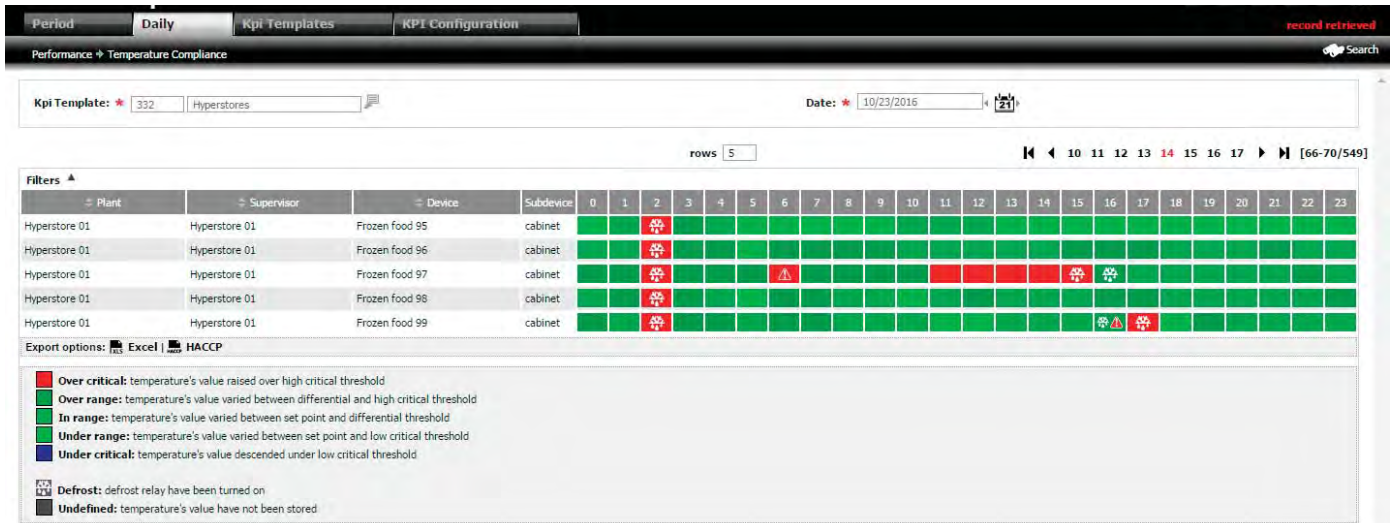 Period Daily Kpi Templates KPI Configuration
record retrieved
Performance Temperature Compliance Search
Kpi Template: * 332 Hyperstores Date: * 10/23/2016 21
rows 5 10 11 12 13 14 15 16 17 [66-70/549]
Filters
Plant Supervisor Device Subdevice 0 1 2 3 4 5 6 7 8 9 10 11 12 13 14 15 16 17 18 19 20 21 22 23
Hyperstore 01 Hyperstore 01 Frozen food 95 cabinet
Hyperstore 01 Hyperstore 01 Frozen food 96 cabinet
Hyperstore 01 Hyperstore 01 Frozen food 97 cabinet
Hyperstore 01 Hyperstore 01 Frozen food 98 cabinet
Hyperstore 01 Hyperstore 01 Frozen food 99 cabinet
Export options: XLS Excel | HACCP HACCP
Over critical: temperature's value raised over high critical threshold
Over range: temperature's value varied between differential and high critical threshold
In range: temperature's value varied between set point and differential threshold
Under range: temperature's value varied between set point and low critical threshold
Under critical: temperature's value descended under low critical threshold
Defrost: defrost relay have been turned on
Undefined: temperature's value have not been stored